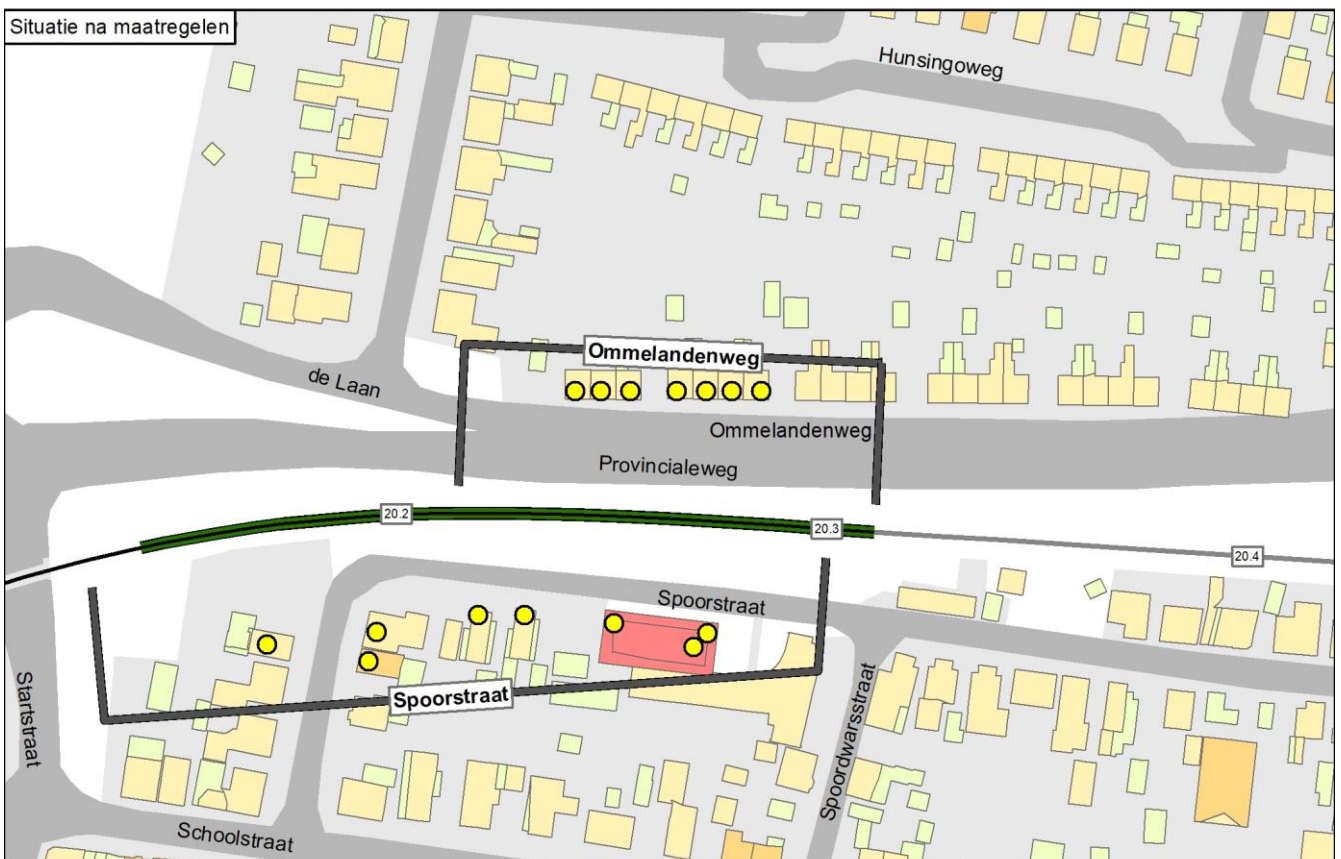 Situatie na maatregelen
Hunsingoweg
Ommelandenweg
de Laan
Ommelandenweg
Provincialeweg
20.2
20.3
20.4
Spoorstraat
Spoorstraat
Startstraat
Spoordwarsstraat
Schoolstraat